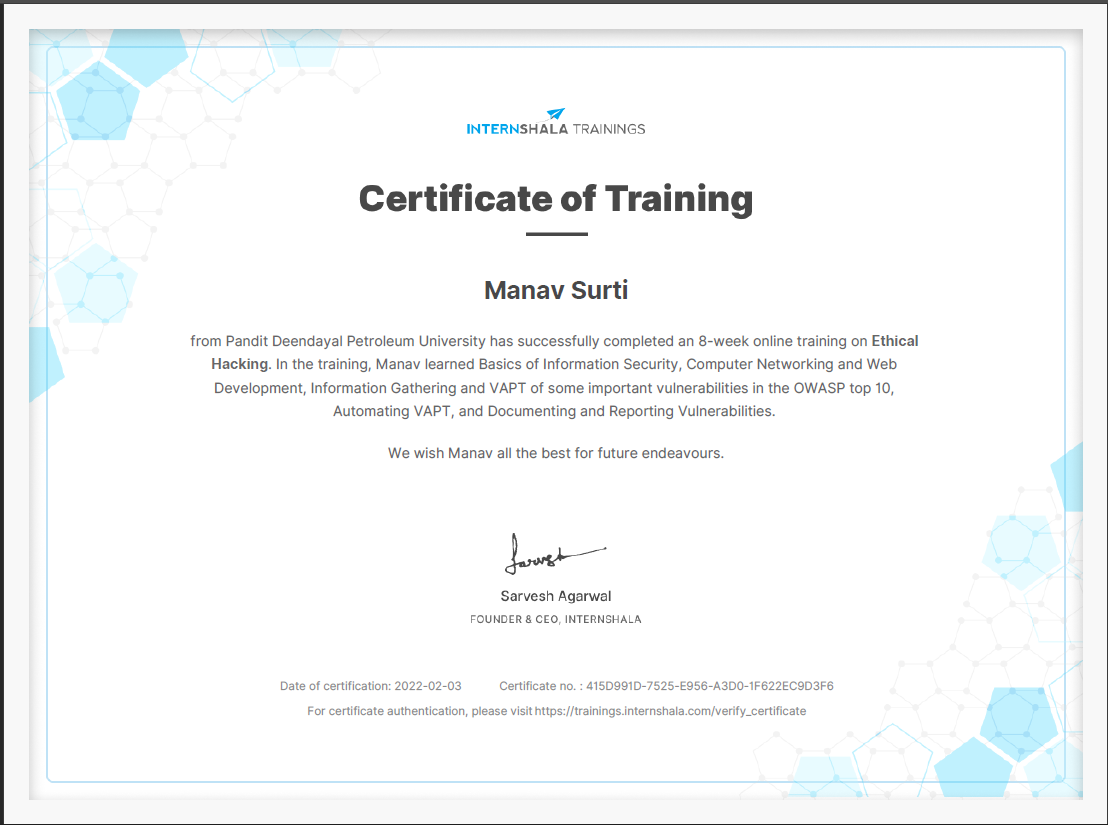 INTERNSHALA TRAININGS
Certificate of Training
Manav Surti
from Pandit Deendayal Petroleum University has successfully completed an 8-week online training on Ethical
Hacking. In the training, Manav learned Basics of Information Security, Computer Networking and Web
Development, Information Gathering and VAPT of some important vulnerabilities in the OWASP top 10,
Automating VAPT, and Documenting and Reporting Vulnerabilities.
We wish Manav all the best for future endeavours.
Sarvesh
Sarvesh Agarwal
FOUNDER & CEO, INTERNSHALA
Date of certification: 2022-02-03 Certificate no. : 415D991D-7525-E956-A3D0-1F622EC9D3F6
For certificate authentication, please visit https://trainings.internshala.com/verify_certificate